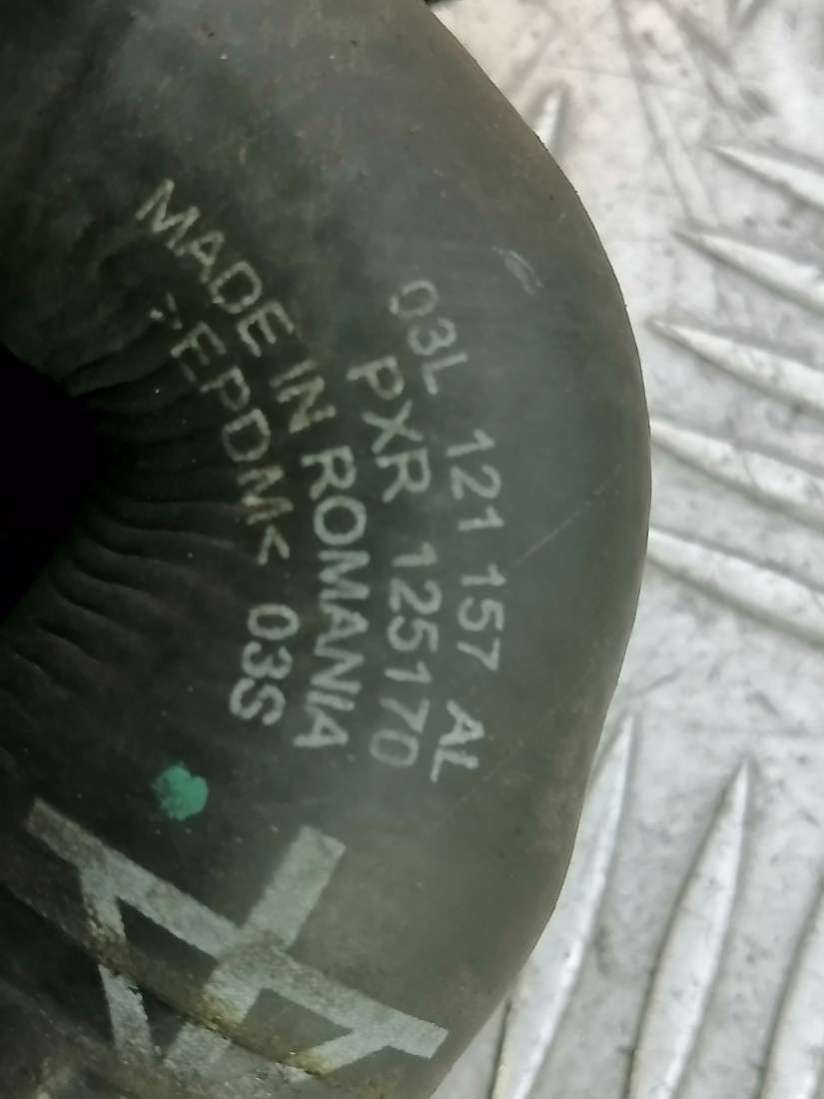 03L 121 157 AL
PXR 125170
MADE IN ROMANIA
>EPDM< 03S